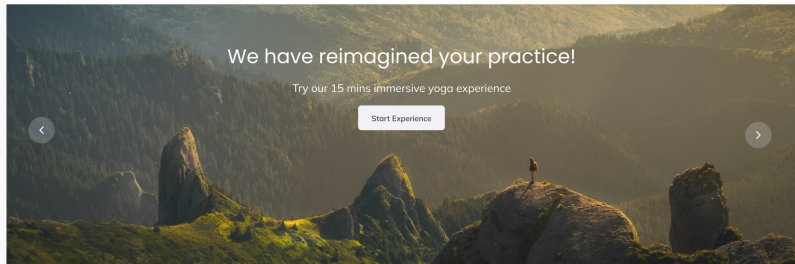 We have reimagined your practice!
Try our 15 mins immersive yoga experience
Start Experience